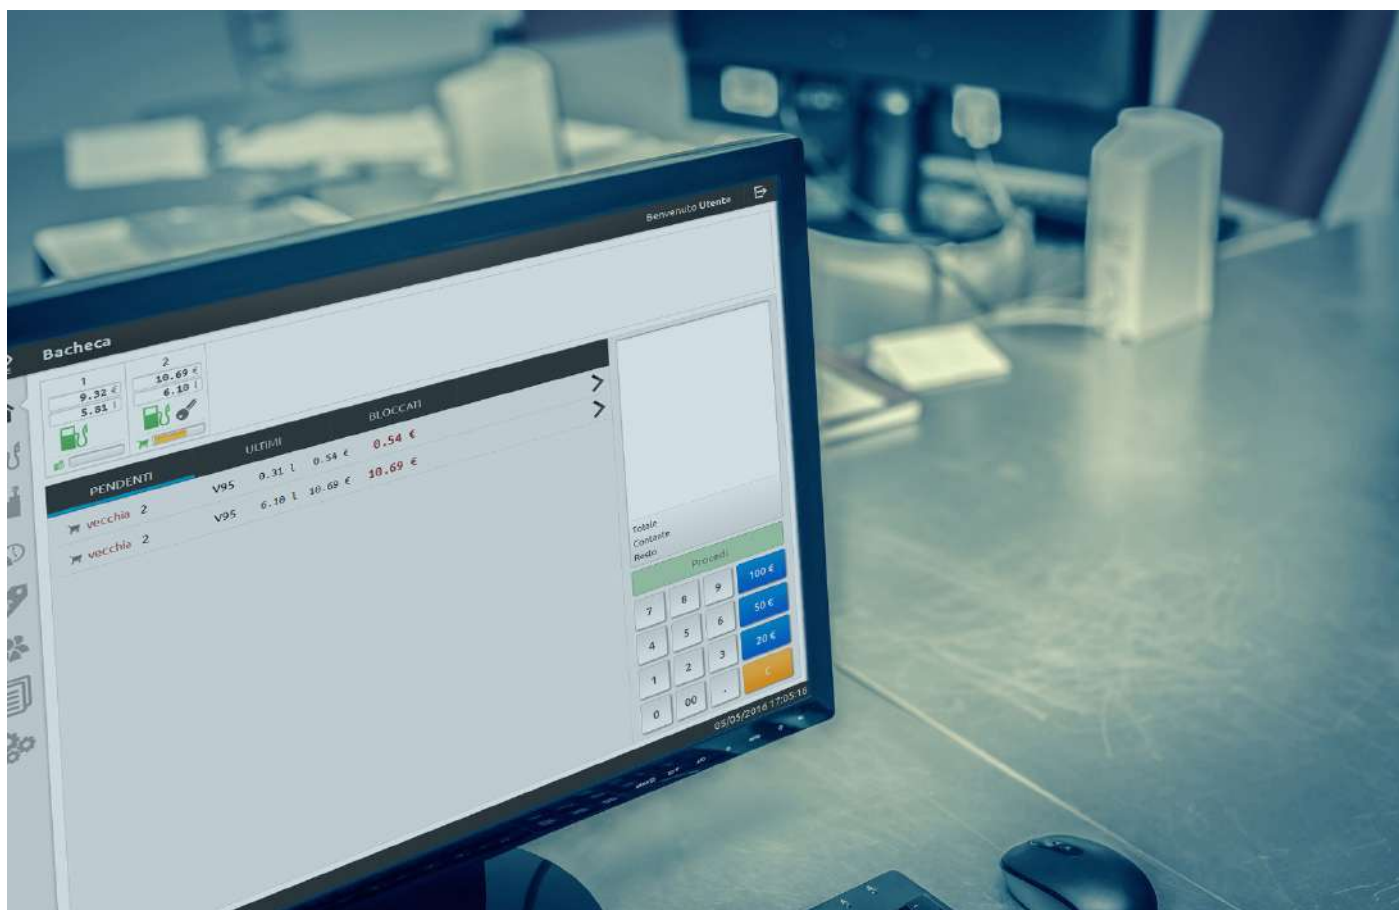 Benvenuto Utente
Bacheca
1
9.32 €
5.81 l
2
10.69 €
6.10 l
PENDENTI ULTIMI BLOCCATI
vecchia 2 V95 0.31 l 0.54 € 0.54 €
vecchia 2 V95 6.10 l 10.69 € 10.69 €
Totale
Contante
Resto
Procedi
7 8 9 100 €
4 5 6 50 €
1 2 3 20 €
0 00 . C
05/05/2016 17:05:18